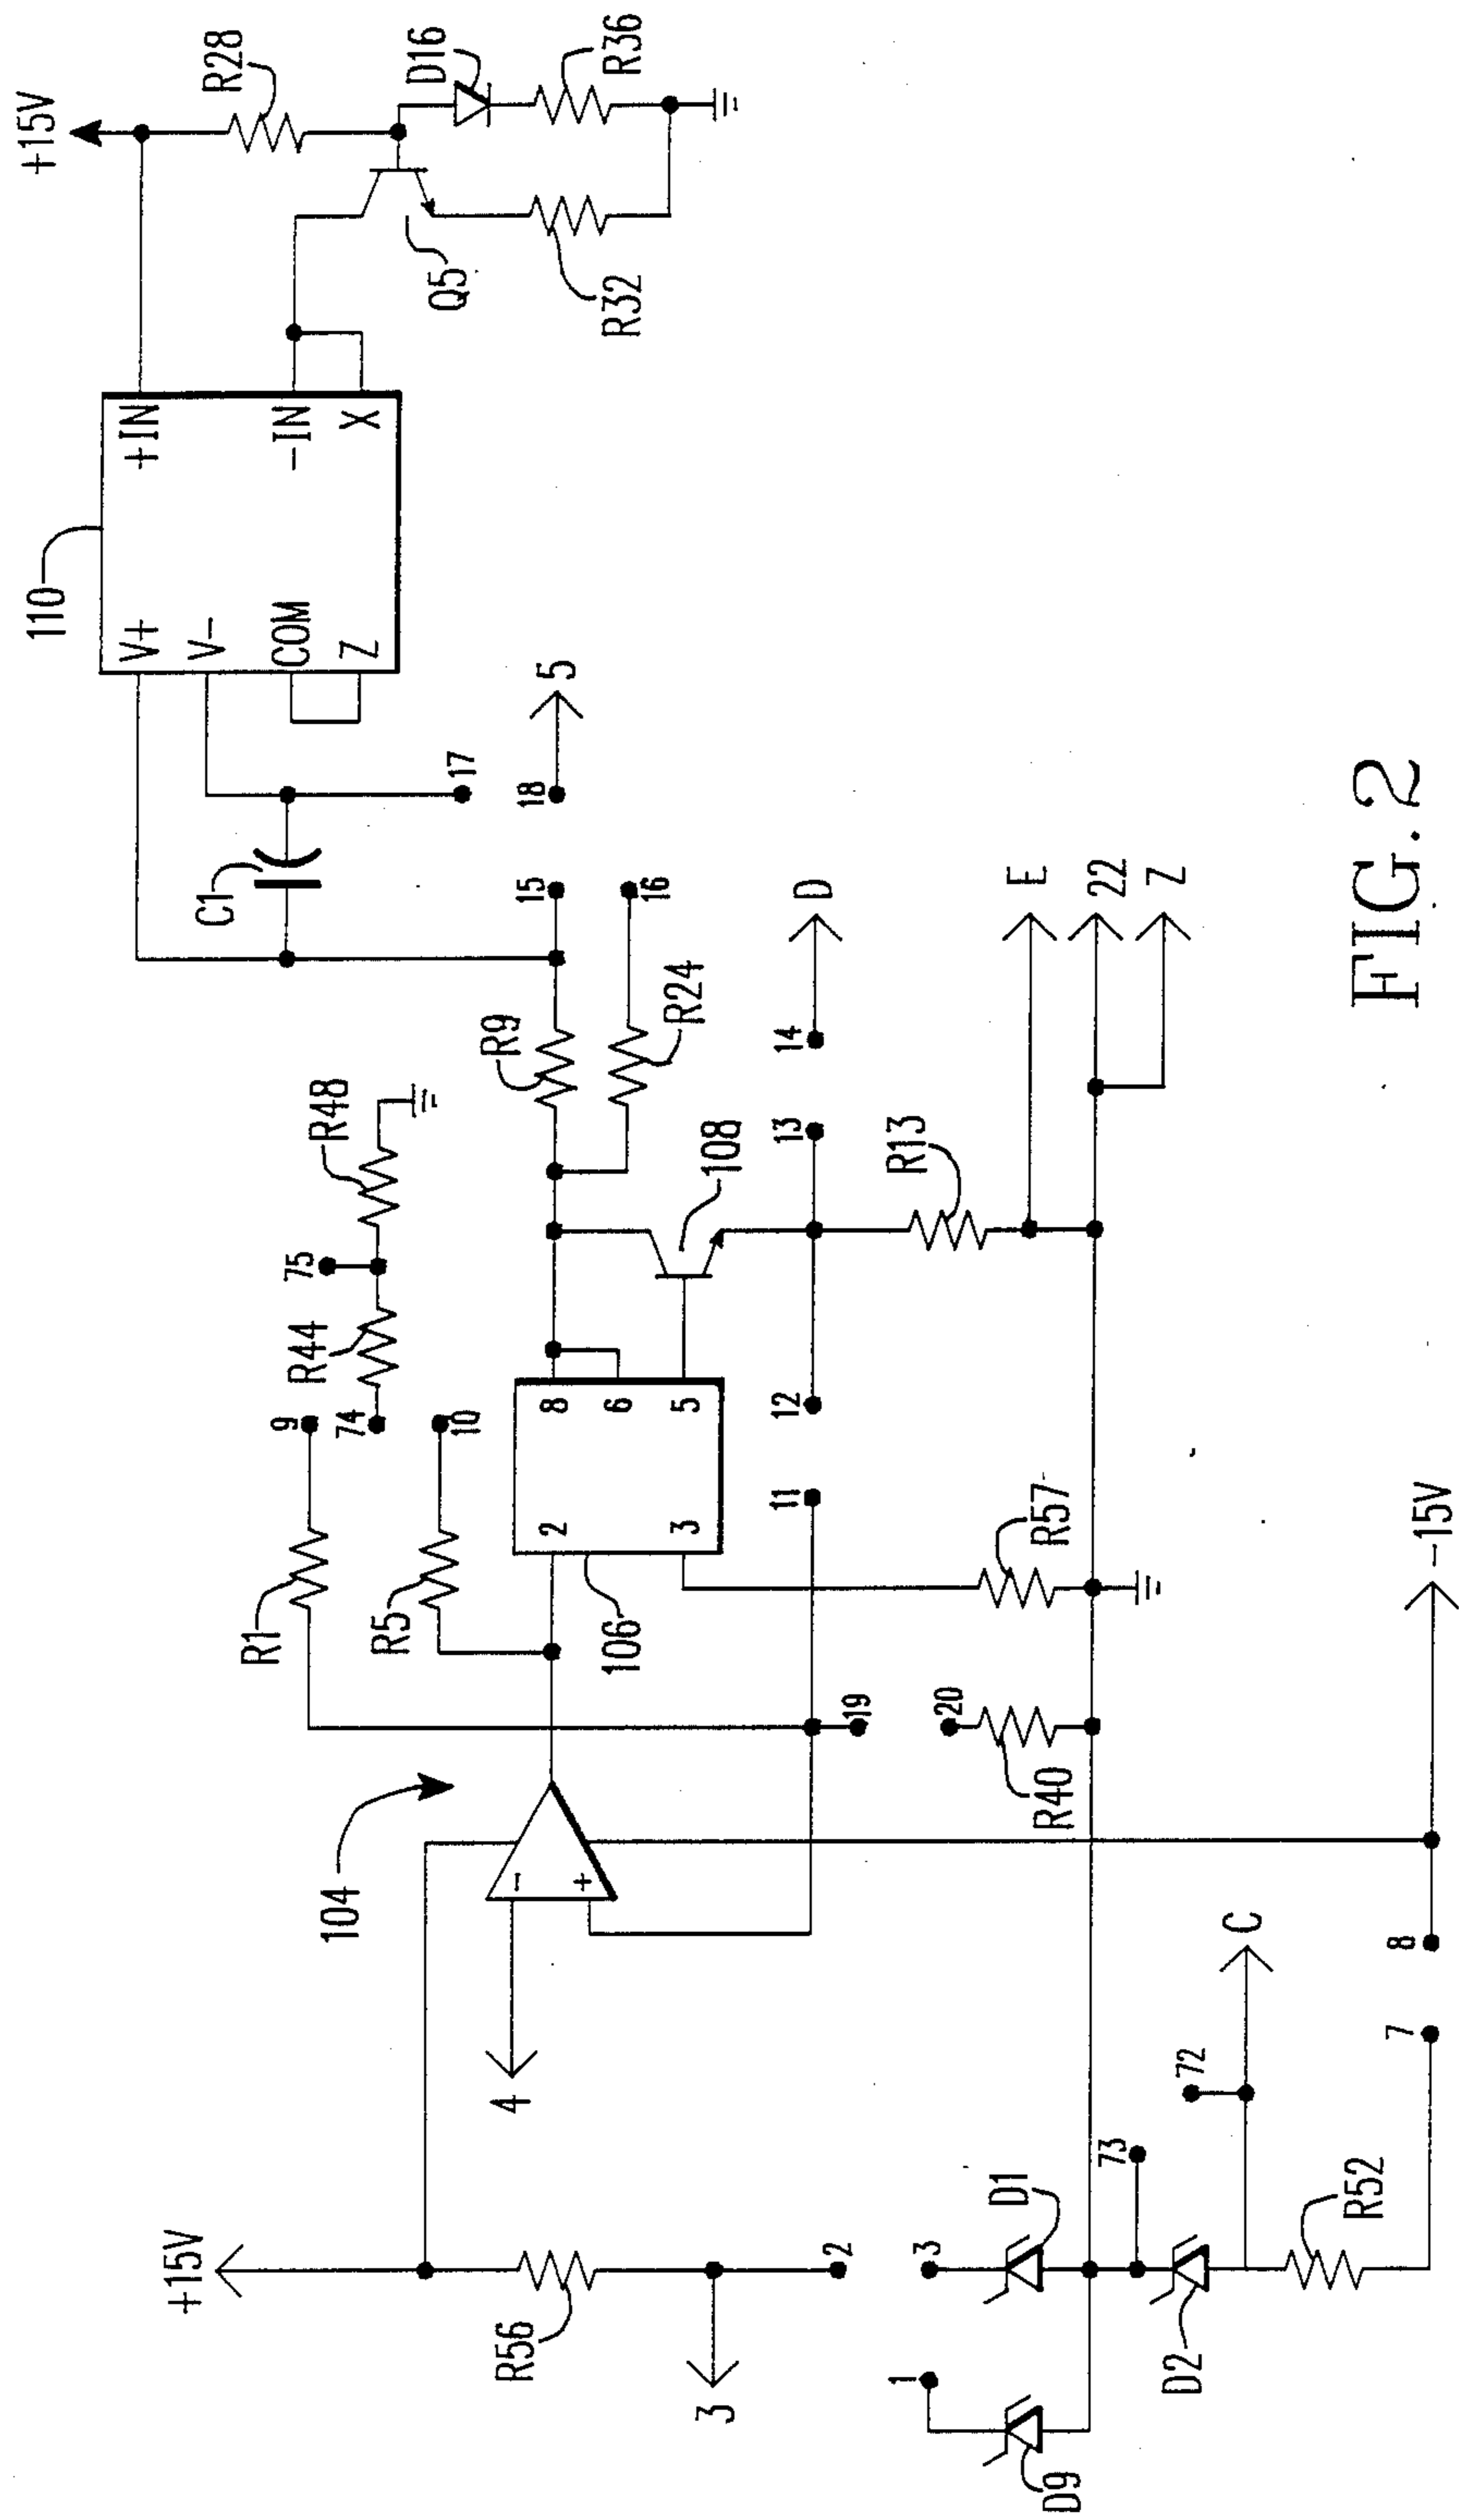 +15V
R28
D16
R36
Q5
R32
110
V+
V-
COM
Z
+IN
-IN
X
C1
17
18
5
15
16
R9
R24
R48
75
R44
74
9
R1
10
R5
8
6
5
2
3
106
108
104
-
+
4
11
12
13
14
D
R13
E
22
Z
R57
19
20
R40
-15V
8
7
C
72
73
+15V
R56
3
2
3
D1
1
D9
D2
R52
FIG. 2